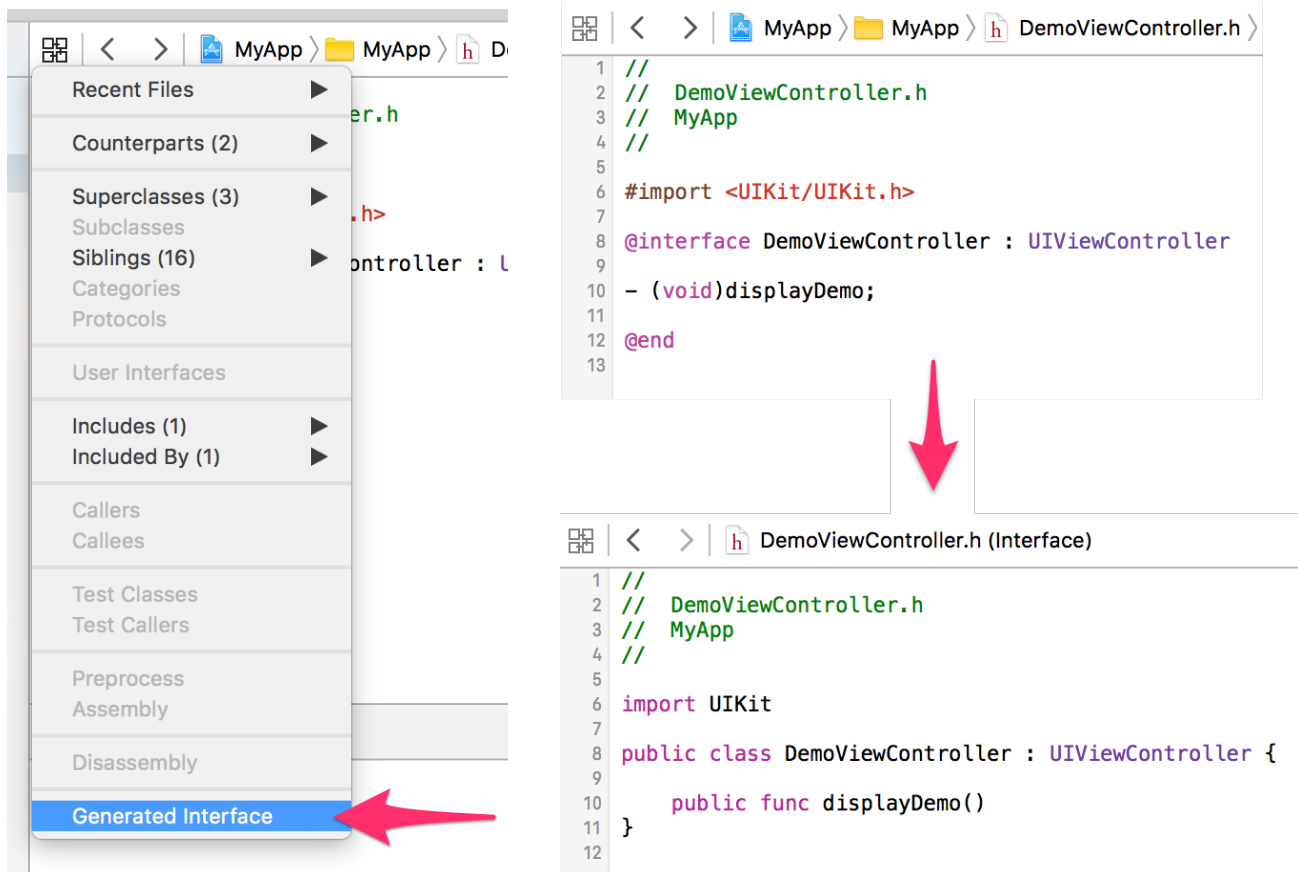 MyApp MyApp h D
Recent Files
Counterparts (2)
Superclasses (3)
Subclasses
Siblings (16)
Categories
Protocols
User Interfaces
Includes (1)
Included By (1)
Callers
Callees
Test Classes
Test Callers
Preprocess
Assembly
Disassembly
Generated Interface
er.h
.h>
ontroller : U
MyApp MyApp h DemoViewController.h
1 //
2 //  DemoViewController.h
3 //  MyApp
4 //
5
6 #import <UIKit/UIKit.h>
7
8 @interface DemoViewController : UIViewController
9
10 - (void)displayDemo;
11
12 @end
13
h DemoViewController.h (Interface)
1 //
2 //  DemoViewController.h
3 //  MyApp
4 //
5
6 import UIKit
7
8 public class DemoViewController : UIViewController {
9
10     public func displayDemo()
11 }
12